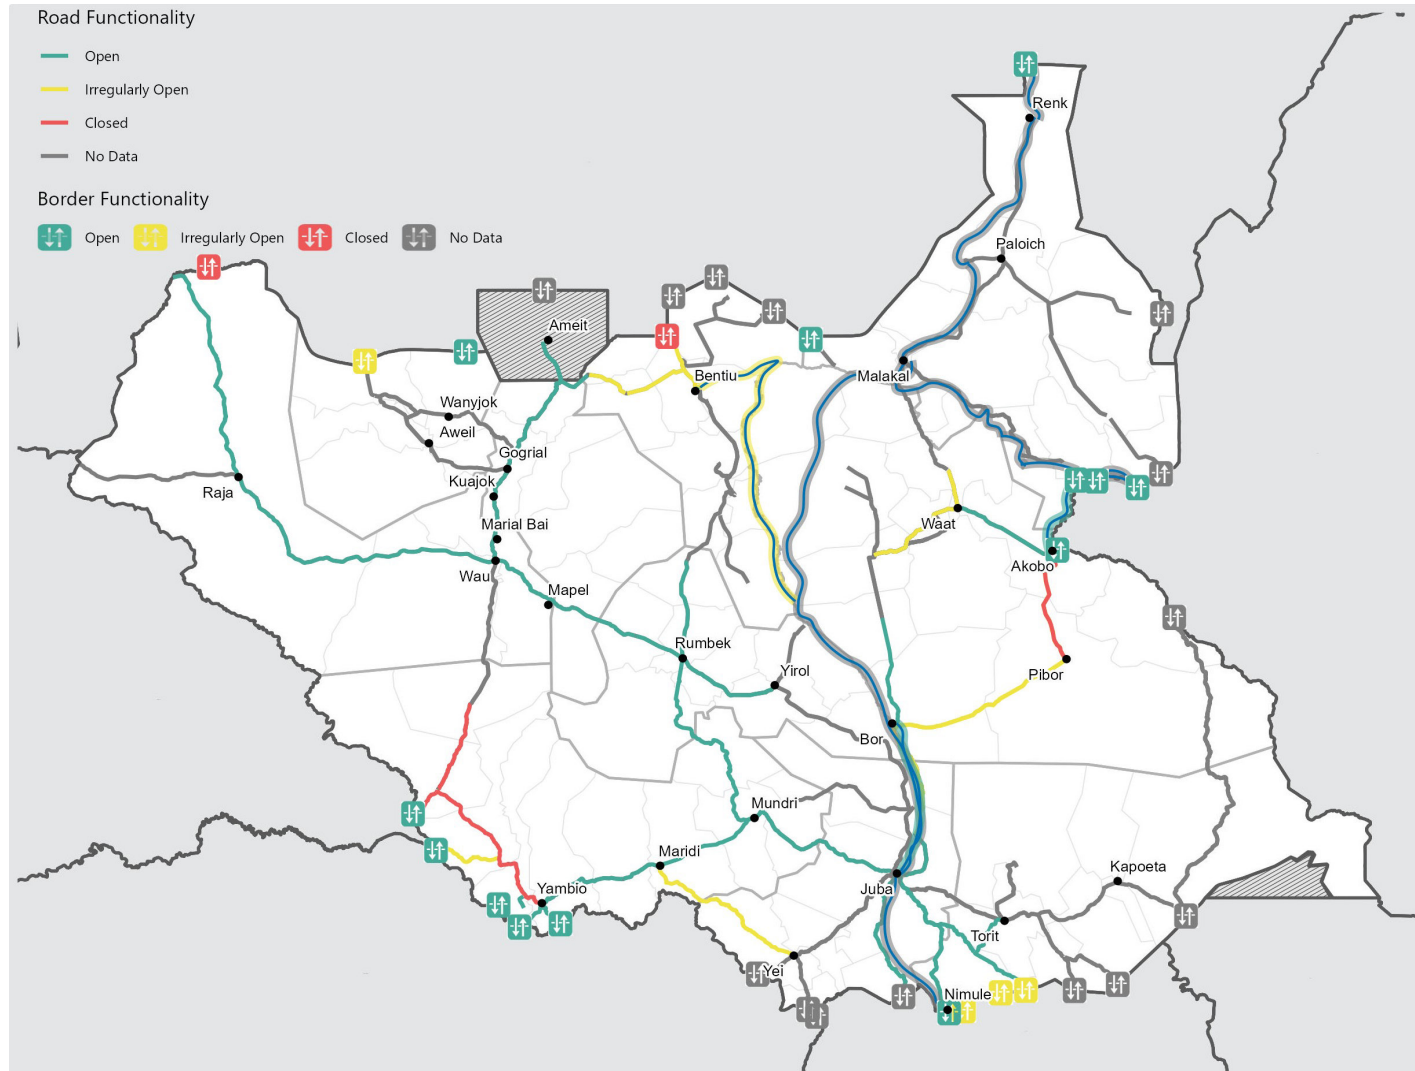 Road Functionality
Open
Irregularly Open
Closed
No Data
Border Functionality
Open Irregularly Open Closed No Data
Renk
Paloich
Ameit
Bentiu
Malakal
Wanyjok
Aweil
Gogrial
Kuajok
Raja
Marial Bai
Waat
Wau
Akobo
Mapel
Rumbek
Yirol
Pibor
Bor
Mundri
Maridi
Kapoeta
Yambio
Juba
Torit
Yei
Nimule